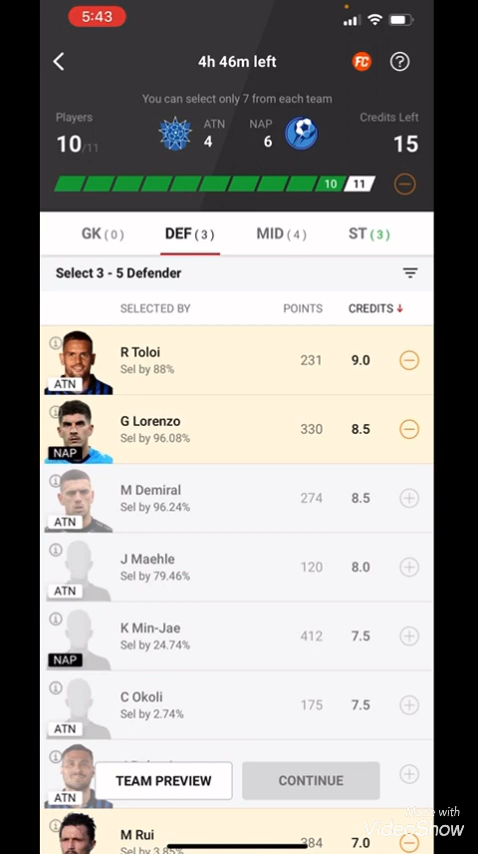 5:43
4h 46m left
FC
?
You can select only 7 from each team
Players
10/11
ATN
4
NAP
6
Credits Left
15
10
11
GK (0)
DEF (3)
MID (4)
ST (3)
Select 3 - 5 Defender
SELECTED BY
POINTS
CREDITS
R Toloi
Sel by 88%
ATN
231
9.0
G Lorenzo
Sel by 96.08%
NAP
330
8.5
M Demiral
Sel by 96.24%
ATN
274
8.5
J Maehle
Sel by 79.46%
ATN
120
8.0
K Min-Jae
Sel by 24.74%
NAP
412
7.5
C Okoli
Sel by 2.74%
ATN
175
7.5
ATN
TEAM PREVIEW
CONTINUE
Made with
VideoShow
M Rui
Sel by 3.85%
384
7.0